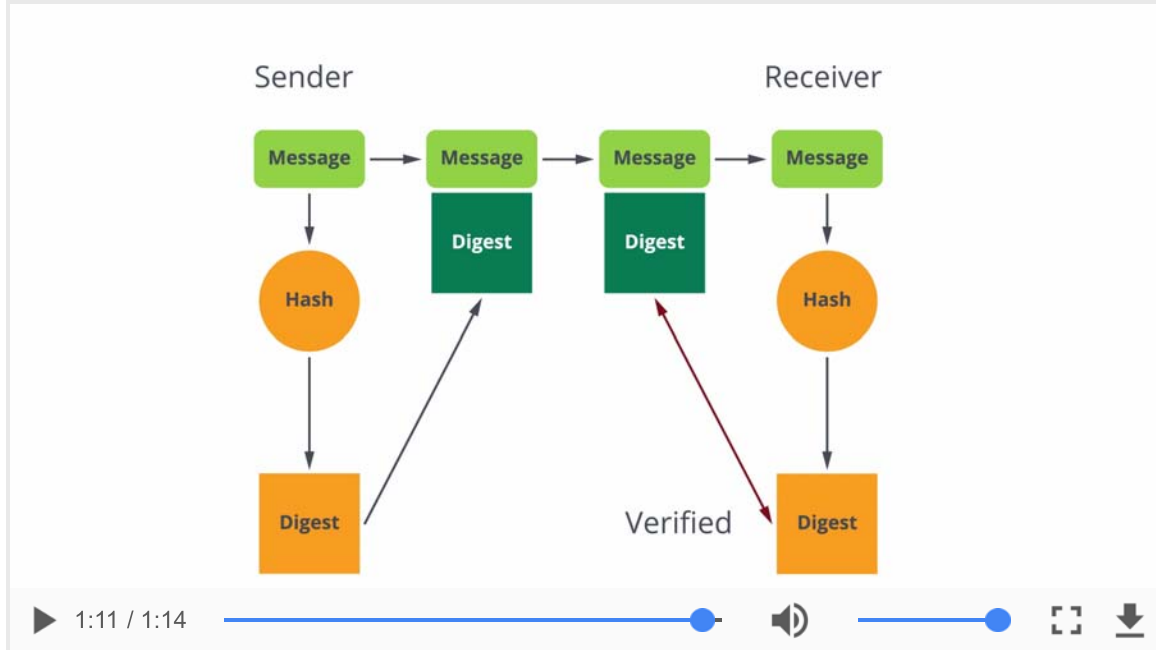 Sender Receiver
Message Message Message Message
Digest Digest
Hash Hash
Digest Verified Digest
1:11 / 1:14